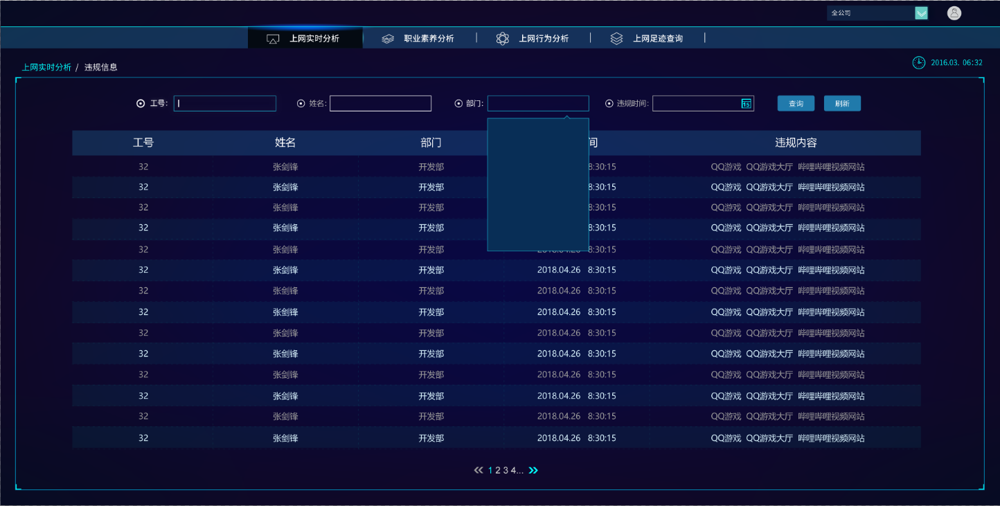 全公司
上网实时分析 职业素养分析 上网行为分析 上网足迹查询
上网实时分析 / 违规信息 2016.03. 06:32
工号: 姓名: 部门: 违规时间: 15 查询 刷新
工号 姓名 部门 间 违规内容
32 张剑锋 开发部 8:30:15 QQ游戏 QQ游戏大厅 哔哩哔哩视频网站
32 张剑锋 开发部 8:30:15 QQ游戏 QQ游戏大厅 哔哩哔哩视频网站
32 张剑锋 开发部 8:30:15 QQ游戏 QQ游戏大厅 哔哩哔哩视频网站
32 张剑锋 开发部 8:30:15 QQ游戏 QQ游戏大厅 哔哩哔哩视频网站
32 张剑锋 开发部 8:30:15 QQ游戏 QQ游戏大厅 哔哩哔哩视频网站
32 张剑锋 开发部 2018.04.26 8:30:15 QQ游戏 QQ游戏大厅 哔哩哔哩视频网站
32 张剑锋 开发部 2018.04.26 8:30:15 QQ游戏 QQ游戏大厅 哔哩哔哩视频网站
32 张剑锋 开发部 2018.04.26 8:30:15 QQ游戏 QQ游戏大厅 哔哩哔哩视频网站
32 张剑锋 开发部 2018.04.26 8:30:15 QQ游戏 QQ游戏大厅 哔哩哔哩视频网站
32 张剑锋 开发部 2018.04.26 8:30:15 QQ游戏 QQ游戏大厅 哔哩哔哩视频网站
32 张剑锋 开发部 2018.04.26 8:30:15 QQ游戏 QQ游戏大厅 哔哩哔哩视频网站
32 张剑锋 开发部 2018.04.26 8:30:15 QQ游戏 QQ游戏大厅 哔哩哔哩视频网站
32 张剑锋 开发部 2018.04.26 8:30:15 QQ游戏 QQ游戏大厅 哔哩哔哩视频网站
32 张剑锋 开发部 2018.04.26 8:30:15 QQ游戏 QQ游戏大厅 哔哩哔哩视频网站
1 2 3 4...